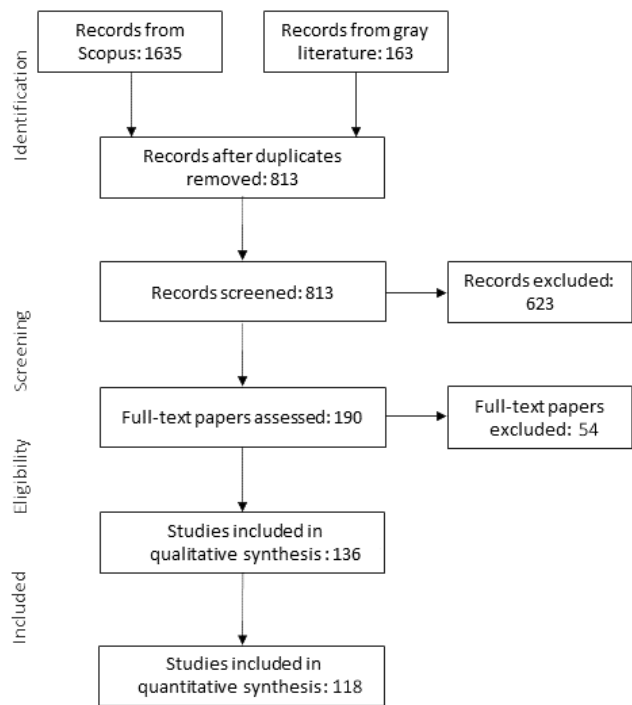 Identification
Records from
Scopus: 1635
Records from gray
literature: 163
Records after duplicates
removed: 813
Screening
Records screened: 813
Records excluded:
623
Eligibility
Full-text papers assessed: 190
Full-text papers
excluded: 54
Included
Studies included in
qualitative synthesis: 136
Studies included in
quantitative synthesis: 118